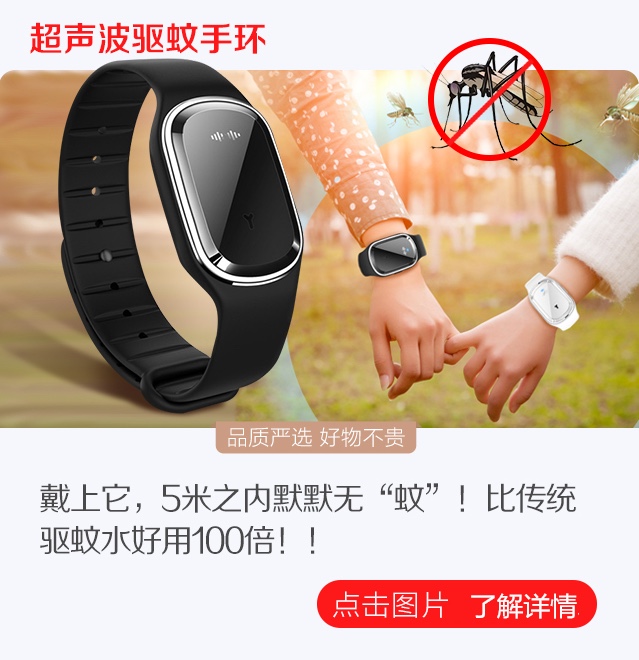 超声波驱蚊手环
品质严选 好物不贵
戴上它，5米之内默默无“蚊”！比传统
驱蚊水好用100倍！！
点击图片 了解详情